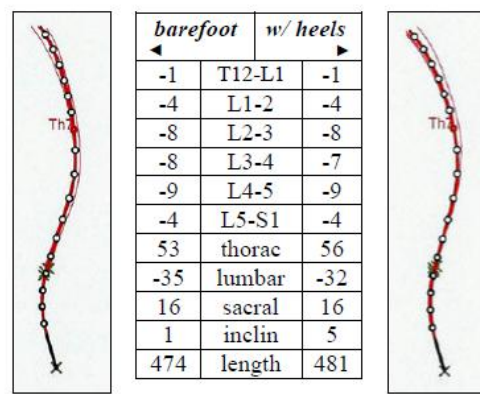 barefoot w/ heels
◄ ►
-1 T12-L1 -1
-4 L1-2 -4
-8 L2-3 -8
-8 L3-4 -7
-9 L4-5 -9
-4 L5-S1 -4
53 thorac 56
-35 lumbar -32
16 sacral 16
1 inclin 5
474 length 481
Th7
Th7